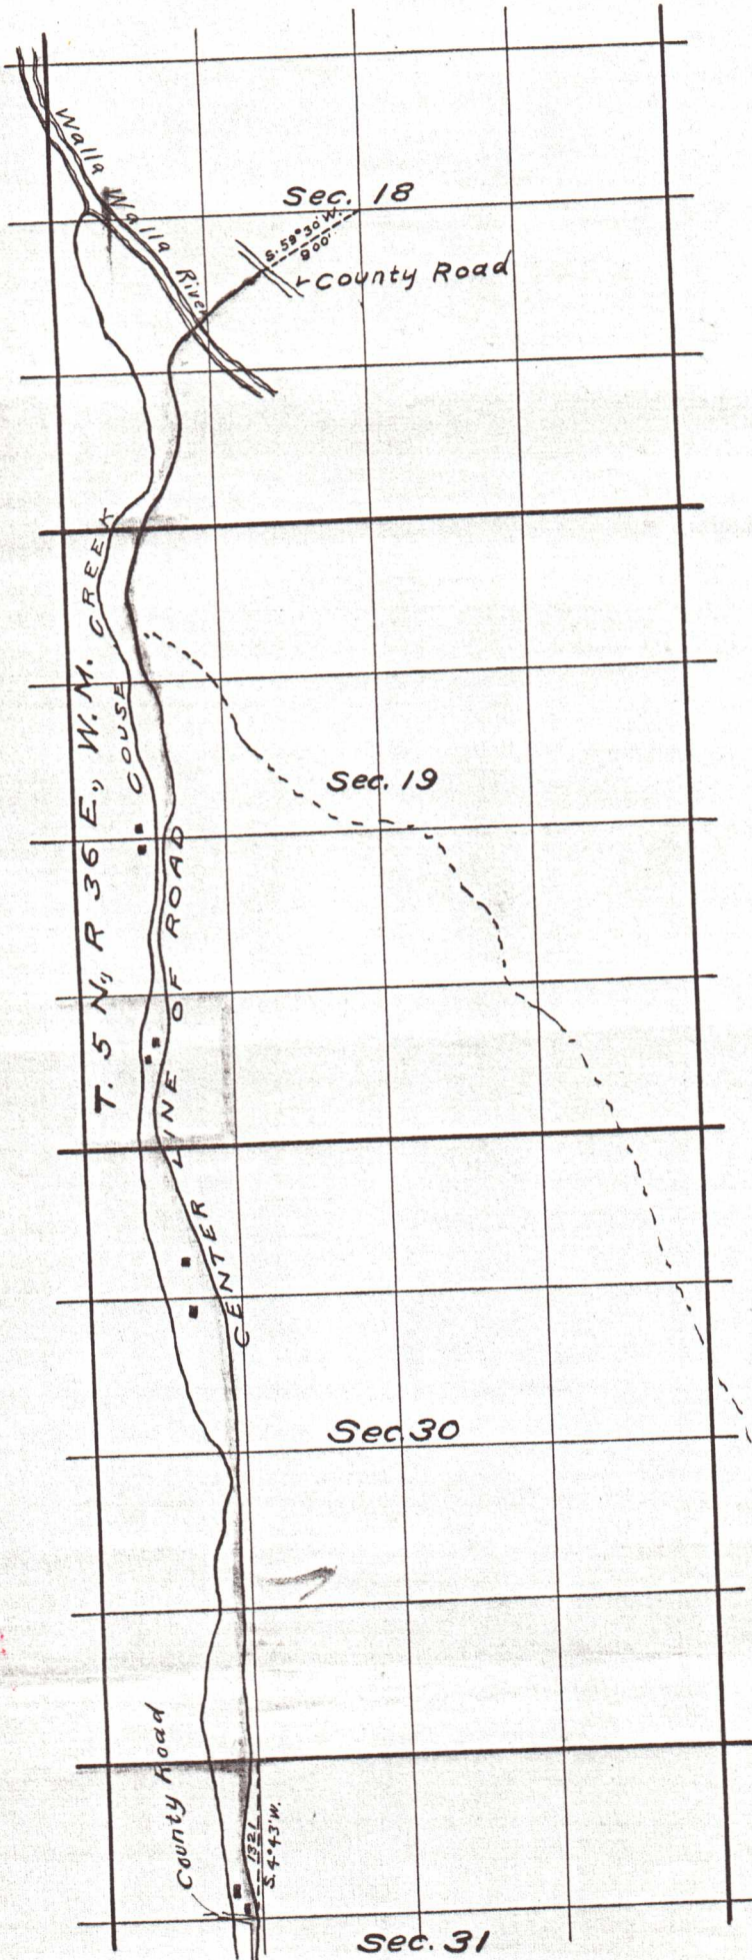 Walla Walla River
Sec. 18
S. 59° 30' W.
900'
County Road
T. 5 N., R 36 E., W. M.
COUSE CREEK
Sec. 19
CENTER LINE OF ROAD
Sec. 30
County Road
1321
S. 4° 43' W.
Sec. 31